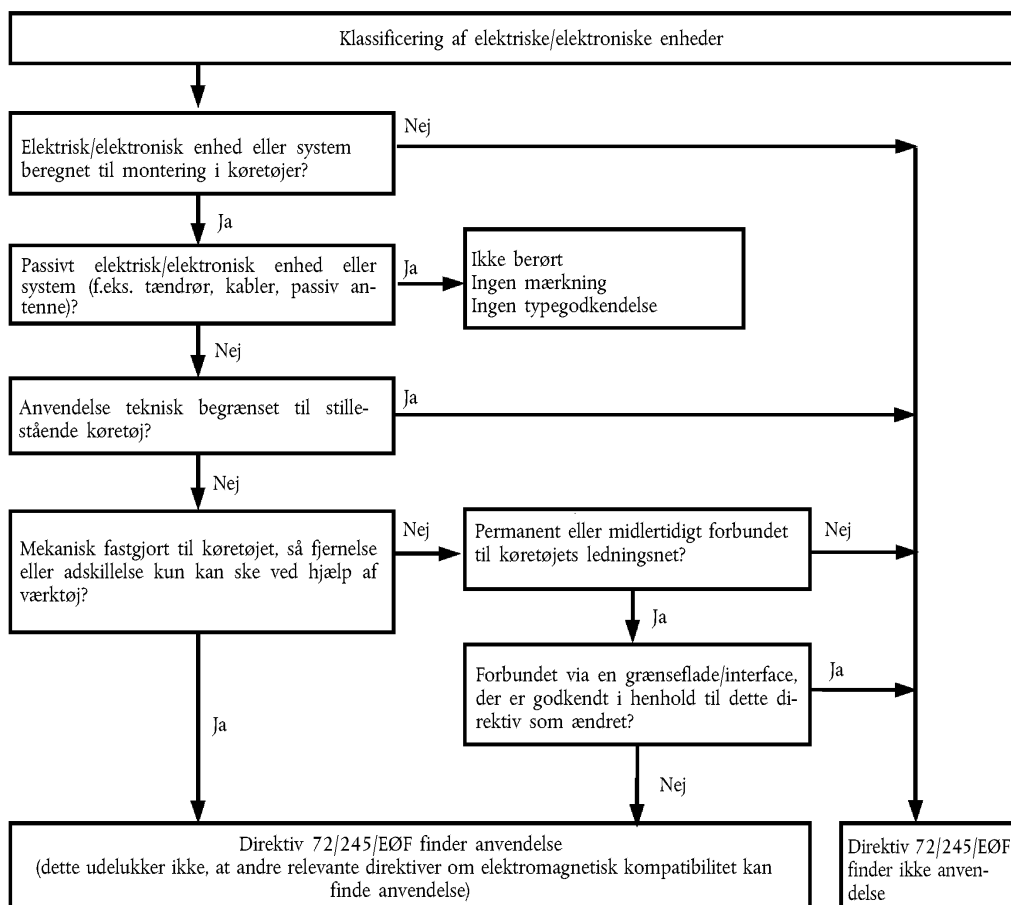 Klassificering af elektriske/elektroniske enheder
Elektrisk/elektronisk enhed eller system
beregnet til montering i køretøjer?
Nej
Ja
Passivt elektrisk/elektronisk enhed eller
system (f.eks. tændrør, kabler, passiv an-
tenne)?
Ja
Ikke berørt
Ingen mærkning
Ingen typegodkendelse
Nej
Anvendelse teknisk begrænset til stille-
stående køretøj?
Ja
Nej
Mekanisk fastgjort til køretøjet, så fjernelse
eller adskillelse kun kan ske ved hjælp af
værktøj?
Nej
Permanent eller midlertidigt forbundet
til køretøjets ledningsnet?
Nej
Ja
Forbundet via en grænseflade/interface,
der er godkendt i henhold til dette di-
rektiv som ændret?
Ja
Ja
Nej
Direktiv 72/245/EØF finder anvendelse
(dette udelukker ikke, at andre relevante direktiver om elektromagnetisk kompatibilitet kan
finde anvendelse)
Direktiv 72/245/EØF
finder ikke anven-
delse